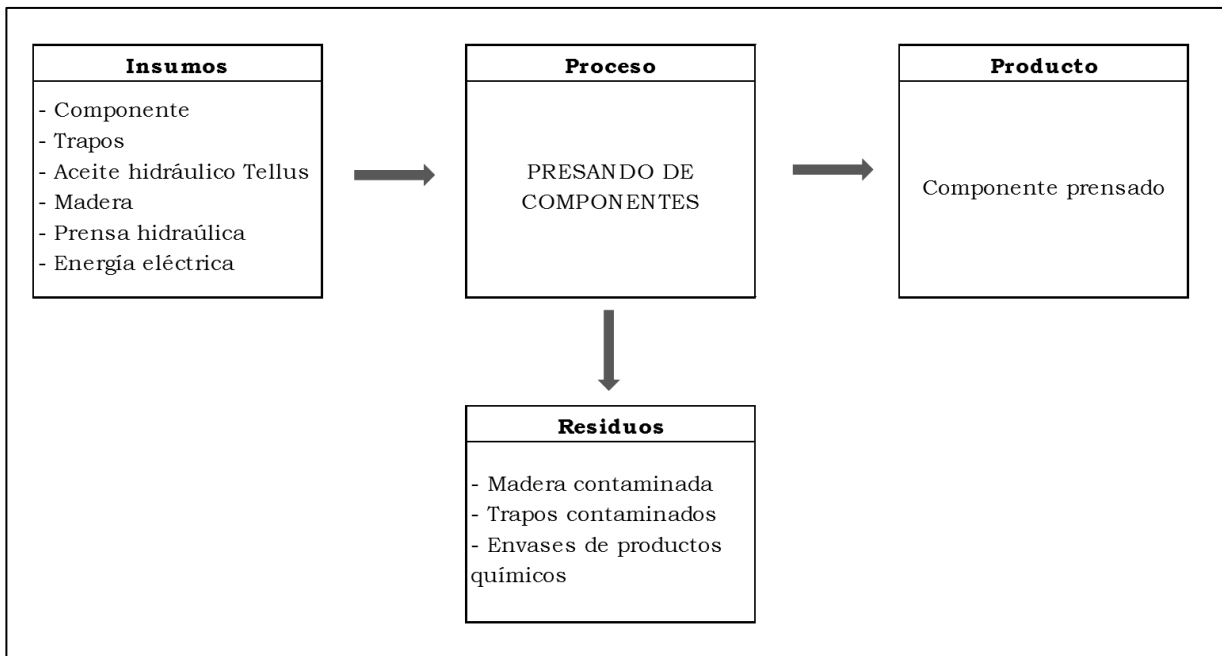 Insumos
- Componente
- Trapos
- Aceite hidráulico Tellus
- Madera
- Prensa hidraúlica
- Energía eléctrica
Proceso
PRESANDO DE
COMPONENTES
Producto
Componente prensado
Residuos
- Madera contaminada
- Trapos contaminados
- Envases de productos
químicos